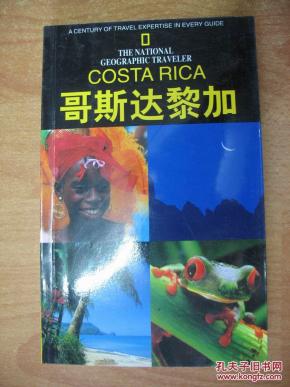 A CENTURY OF TRAVEL EXPERTISE IN EVERY GUIDE
THE NATIONAL
GEOGRAPHIC TRAVELER
COSTA RICA
哥斯达黎加
孔夫子旧书网